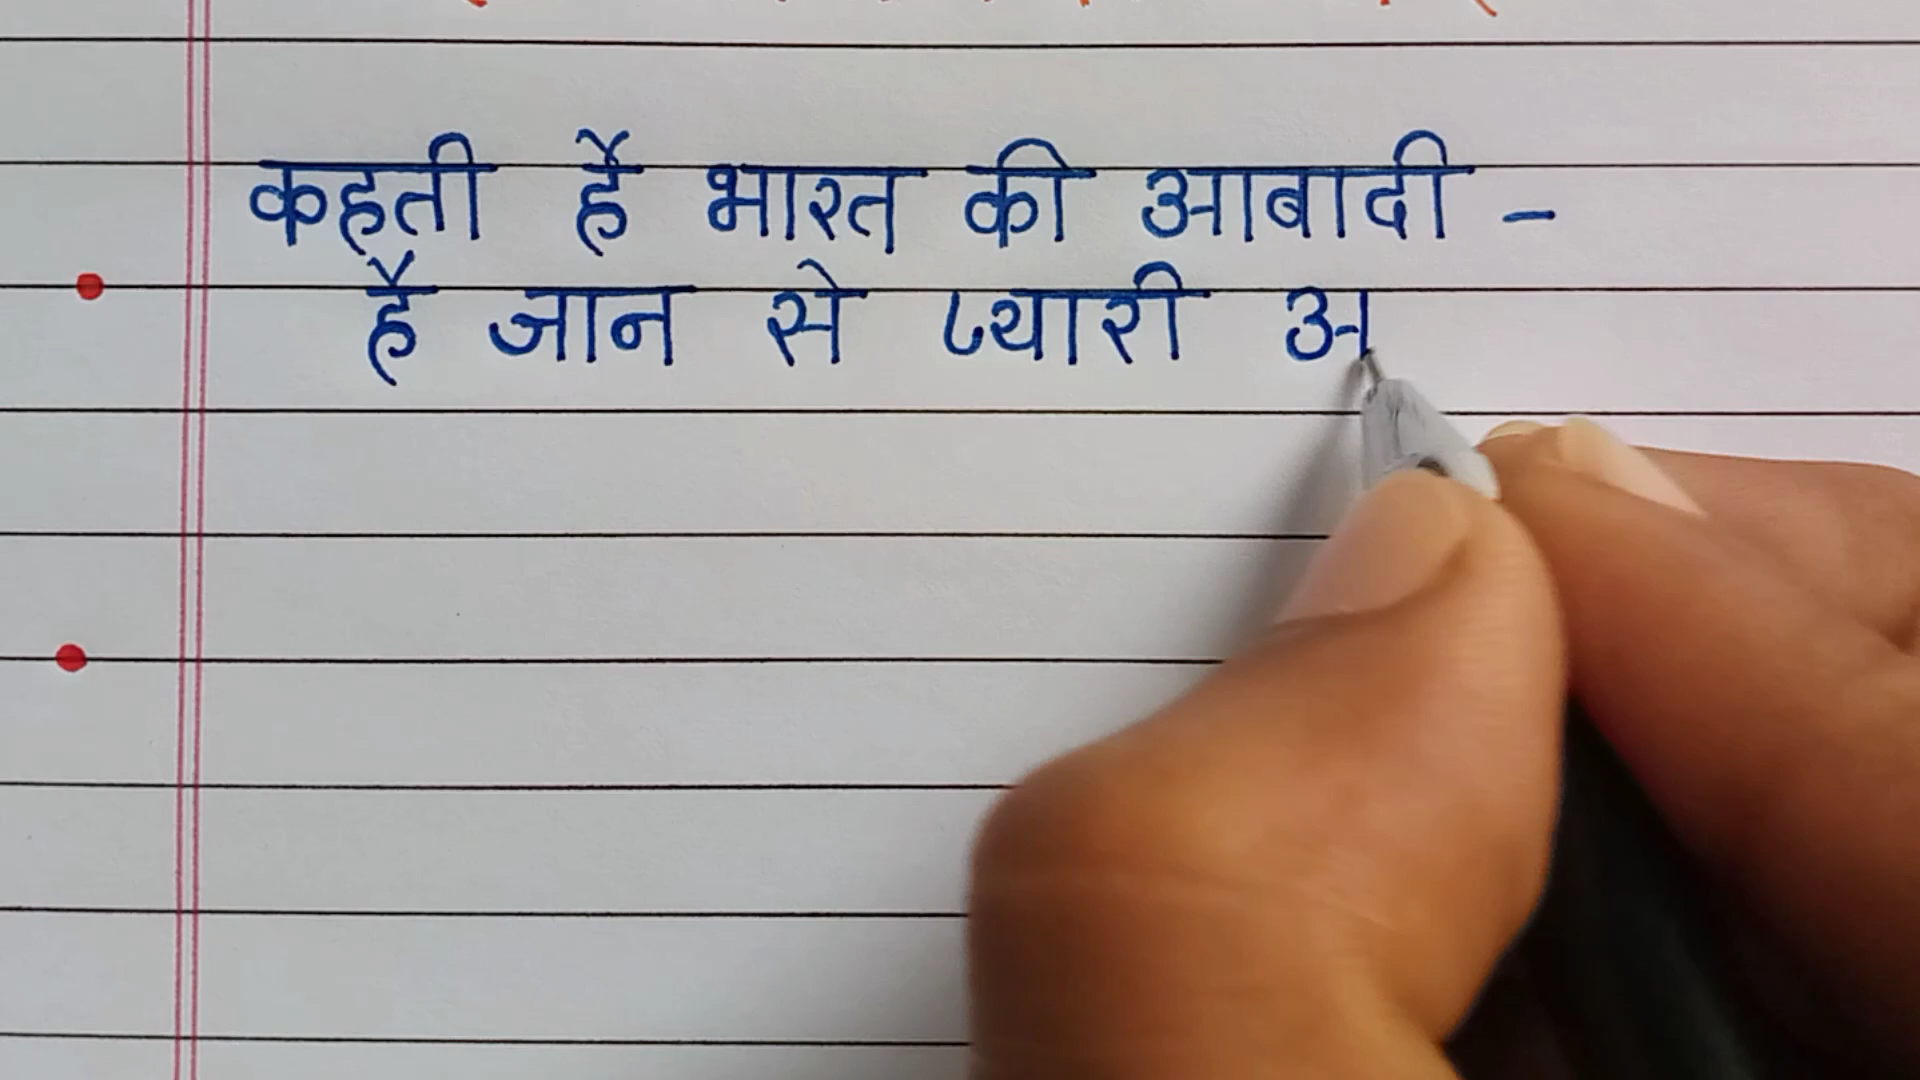 कहती है भारत की आबादी -
है जान से प्यारी अ